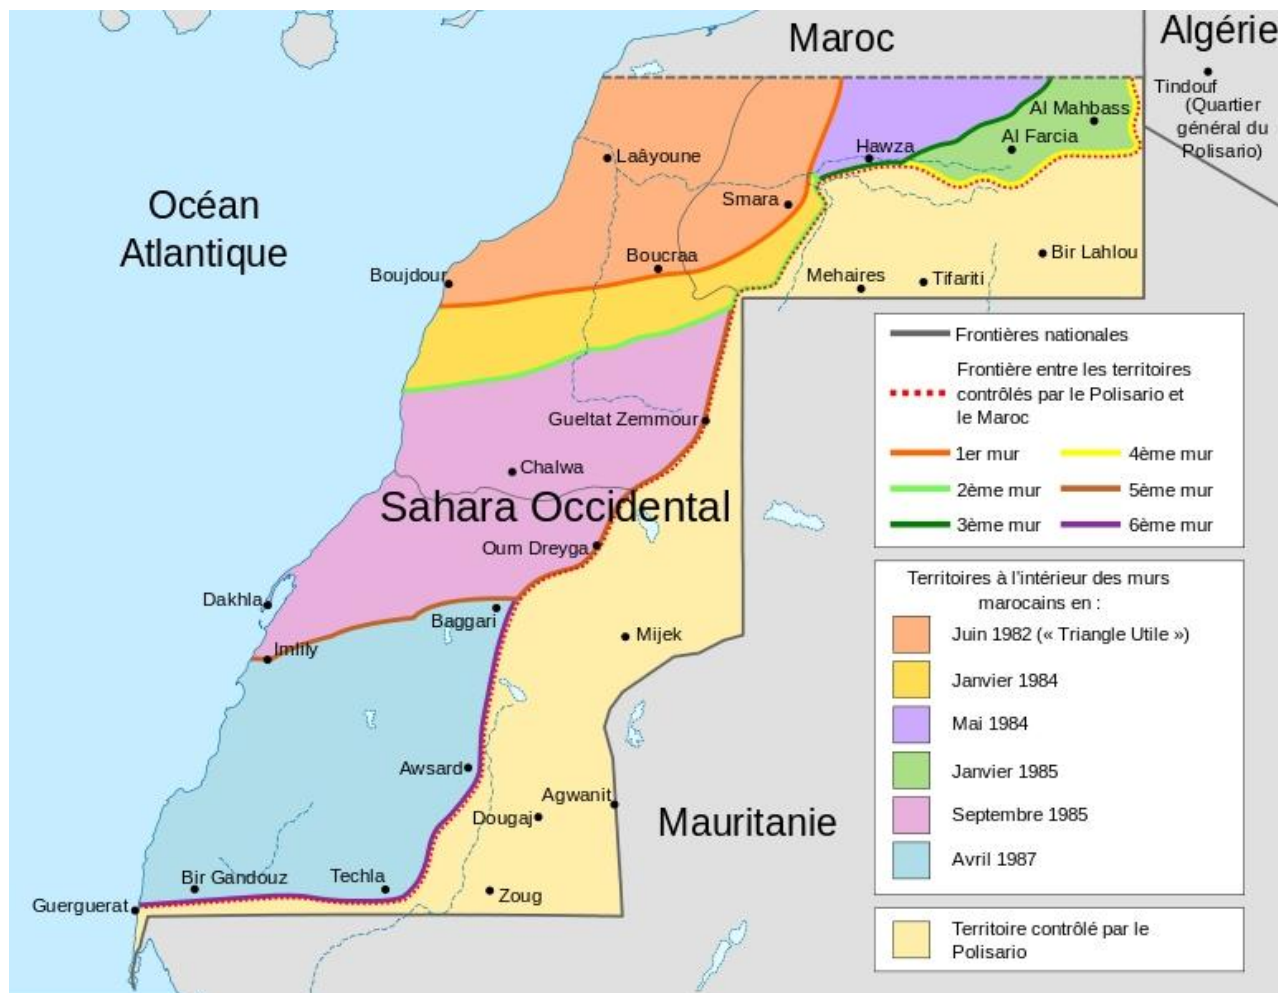 Maroc
Algérie
Tindouf
(Quartier
général du
Polisario)
Al Mahbass
Al Farcia
Hawza
Laâyoune
Smara
Océan
Atlantique
Boucraa
Boujdour
Bir Lahlou
Mehaires
Tifariti
Gueltat Zemmour
Chalwa
Sahara Occidental
Oum Dreyga
Dakhla
Baggari
Imlily
Mijek
Awsard
Agwanit
Dougaj
Mauritanie
Bir Gandouz
Techla
Zoug
Guerguerat
Frontières nationales
Frontière entre les territoires
contrôlés par le Polisario et
le Maroc
1er mur
4ème mur
2ème mur
5ème mur
3ème mur
6ème mur
Territoires à l'intérieur des murs
marocains en :
Juin 1982 (« Triangle Utile »)
Janvier 1984
Mai 1984
Janvier 1985
Septembre 1985
Avril 1987
Territoire contrôlé par le
Polisario